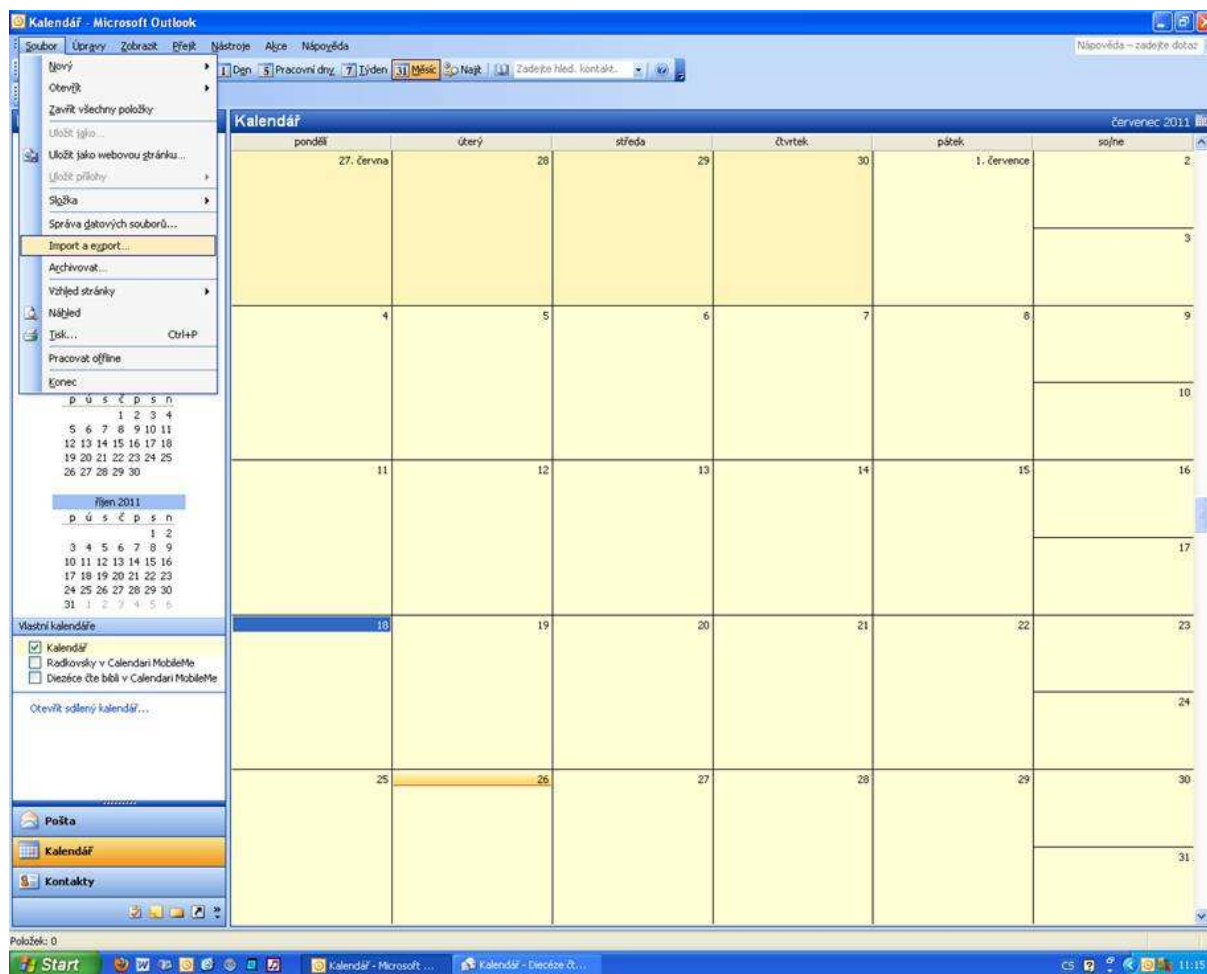 Kalendář - Microsoft Outlook
Soubor Úpravy Zobrazit Přejít Nástroje Akce Nápověda
Nápověda – zadejte dotaz
1 Den 5 Pracovní dny 7 Týden 31 Měsíc Najít Zadejte hled. kontakt.
Nový
Otevřít
Zavřít všechny položky
Uložit jako...
Uložit jako webovou stránku...
Uložit přílohy
Složka
Správa datových souborů...
Import a export...
Archivovat...
Vzhled stránky
Náhled
Tisk... Ctrl+P
Pracovat offline
Konec
p ú s č p s n
1 2 3 4
5 6 7 8 9 10 11
12 13 14 15 16 17 18
19 20 21 22 23 24 25
26 27 28 29 30
říjen 2011
p ú s č p s n
1 2
3 4 5 6 7 8 9
10 11 12 13 14 15 16
17 18 19 20 21 22 23
24 25 26 27 28 29 30
31 1 2 3 4 5 6
Vlastní kalendáře
Kalendář
Radkovsky v Calendari MobileMe
Diezéce čte bibli v Calendari MobileMe
Otevřít sdílený kalendář...
Pošta
Kalendář
Kontakty
Kalendář červenec 2011
pondělí úterý středa čtvrtek pátek so/ne
27. června 28 29 30 1. července 2
3
4 5 6 7 8 9
10
11 12 13 14 15 16
17
18 19 20 21 22 23
24
25 26 27 28 29 30
31
Položek: 0
Start Kalendář - Microsoft ... Kalendář - Diecéze čt... CS 11:15